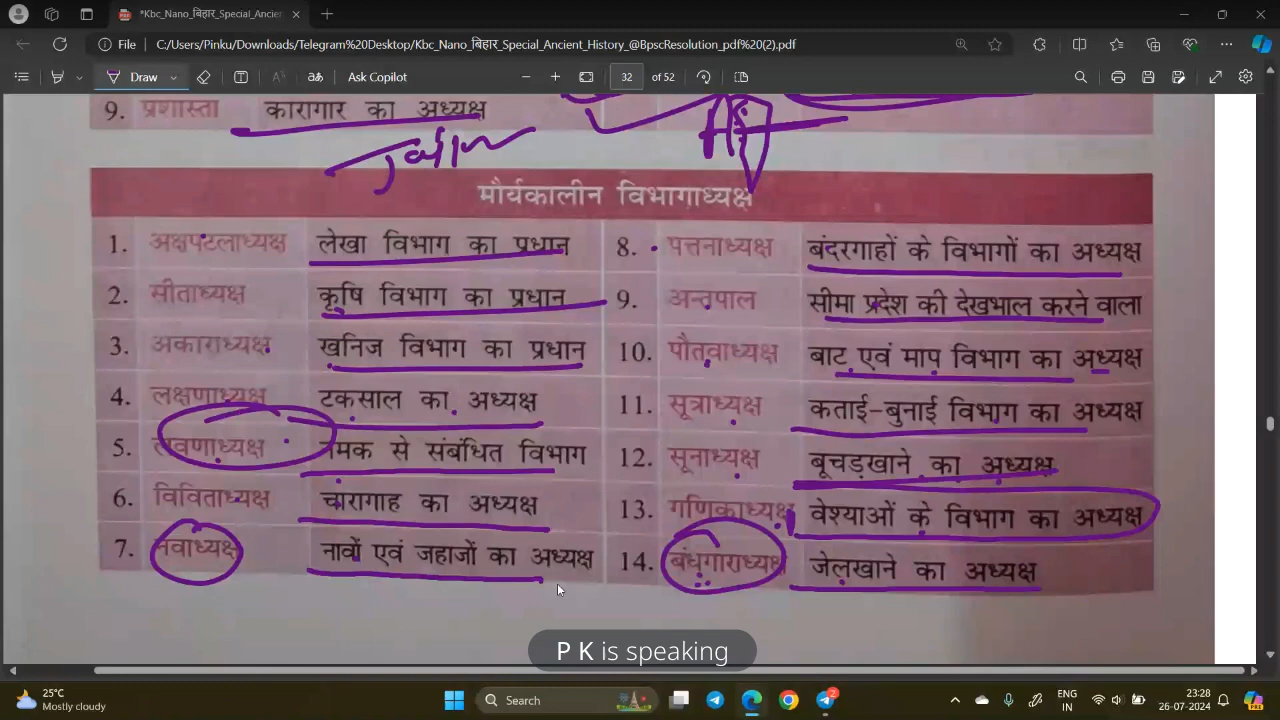 *Kbc_Nano_बिहार_Special_Ancier
File C:/Users/Pinku/Downloads/Telegram%20Desktop/Kbc_Nano_बिहार_Special_Ancient_History_@BpscResolution_pdf%20(2).pdf
Draw Ask Copilot 32 of 52
9. प्रशास्ता कारागार का अध्यक्ष
मौर्यकालीन विभागाध्यक्ष
1. अक्षपटलाध्यक्ष लेखा विभाग का प्रधान 8. पत्तनाध्यक्ष बंदरगाहों के विभागों का अध्यक्ष
2. सीताध्यक्ष कृषि विभाग का प्रधान 9. अन्तपाल सीमा प्रदेश की देखभाल करने वाला
3. अकाराध्यक्ष खनिज विभाग का प्रधान 10. पौतवाध्यक्ष बाट एवं माप विभाग का अध्यक्ष
4. लक्षणाध्यक्ष टकसाल का अध्यक्ष 11. सूत्राध्यक्ष कताई-बुनाई विभाग का अध्यक्ष
5. लवणाध्यक्ष नमक से संबंधित विभाग 12. सूनाध्यक्ष बूचड़खाने का अध्यक्ष
6. विविताध्यक्ष चारागाह का अध्यक्ष 13. गणिकाध्यक्ष वेश्याओं के विभाग का अध्यक्ष
7. नवाध्यक्ष नावों एवं जहाजों का अध्यक्ष 14. बंधगाराध्यक्ष जेलखाने का अध्यक्ष
P K is speaking
25°C
Mostly cloudy
Search
2
ENG
IN
23:28
26-07-2024